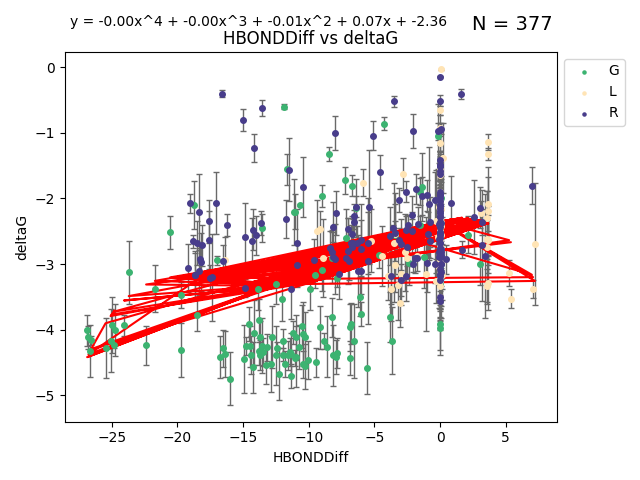 y = -0.00x^4 + -0.00x^3 + -0.01x^2 + 0.07x + -2.36
N = 377
HBONDDiff vs deltaG
G
L
R
deltaG
0
−1
−2
−3
−4
−5
−25
−20
−15
−10
−5
0
5
HBONDDiff